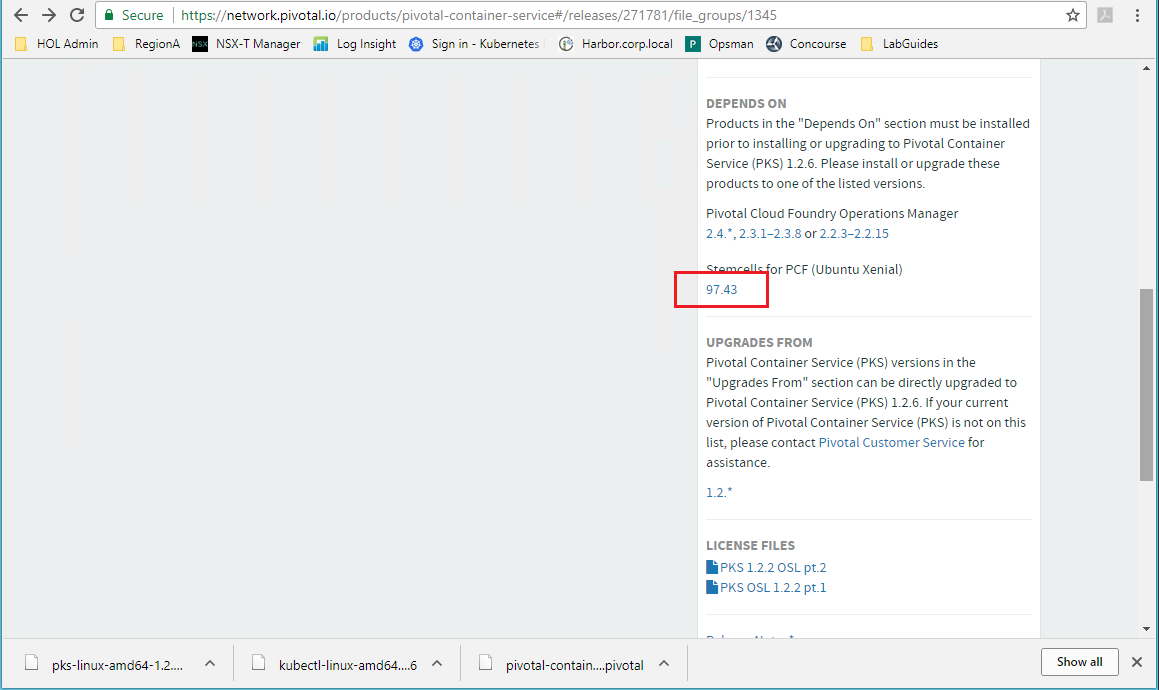 Secure https://network.pivotal.io/products/pivotal-container-service#/releases/271781/file_groups/1345
HOL Admin RegionA NSX NSX-T Manager Log Insight Sign in - Kubernetes Harbor.corp.local P Opsman Concourse LabGuides
DEPENDS ON
Products in the "Depends On" section must be installed
prior to installing or upgrading to Pivotal Container
Service (PKS) 1.2.6. Please install or upgrade these
products to one of the listed versions.
Pivotal Cloud Foundry Operations Manager
2.4.*, 2.3.1–2.3.8 or 2.2.3–2.2.15
Stemcells for PCF (Ubuntu Xenial)
97.43
UPGRADES FROM
Pivotal Container Service (PKS) versions in the
"Upgrades From" section can be directly upgraded to
Pivotal Container Service (PKS) 1.2.6. If your current
version of Pivotal Container Service (PKS) is not on this
list, please contact Pivotal Customer Service for
assistance.
1.2.*
LICENSE FILES
PKS 1.2.2 OSL pt.2
PKS OSL 1.2.2 pt.1
pks-linux-amd64-1.2.... kubectl-linux-amd64....6 pivotal-contain....pivotal Show all